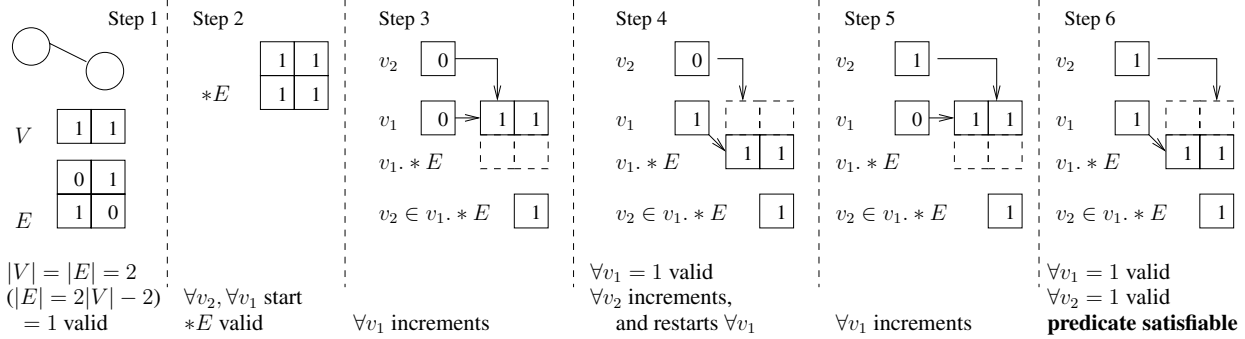 Step 1
V
1 1
0 1
E
1 0
|V| = |E| = 2
(|E| = 2|V| − 2)
= 1 valid
Step 2
1 1
∗E
1 1
∀v₂, ∀v₁ start
∗E valid
Step 3
v₂ 0
v₁ 0 1 1
v₁. ∗ E
v₂ ∈ v₁. ∗ E 1
∀v₁ increments
Step 4
v₂ 0
v₁ 1
v₁. ∗ E 1 1
v₂ ∈ v₁. ∗ E 1
∀v₁ = 1 valid
∀v₂ increments,
and restarts ∀v₁
Step 5
v₂ 1
v₁ 0 1 1
v₁. ∗ E
v₂ ∈ v₁. ∗ E 1
∀v₁ increments
Step 6
v₂ 1
v₁ 1
v₁. ∗ E 1 1
v₂ ∈ v₁. ∗ E 1
∀v₁ = 1 valid
∀v₂ = 1 valid
predicate satisfiable